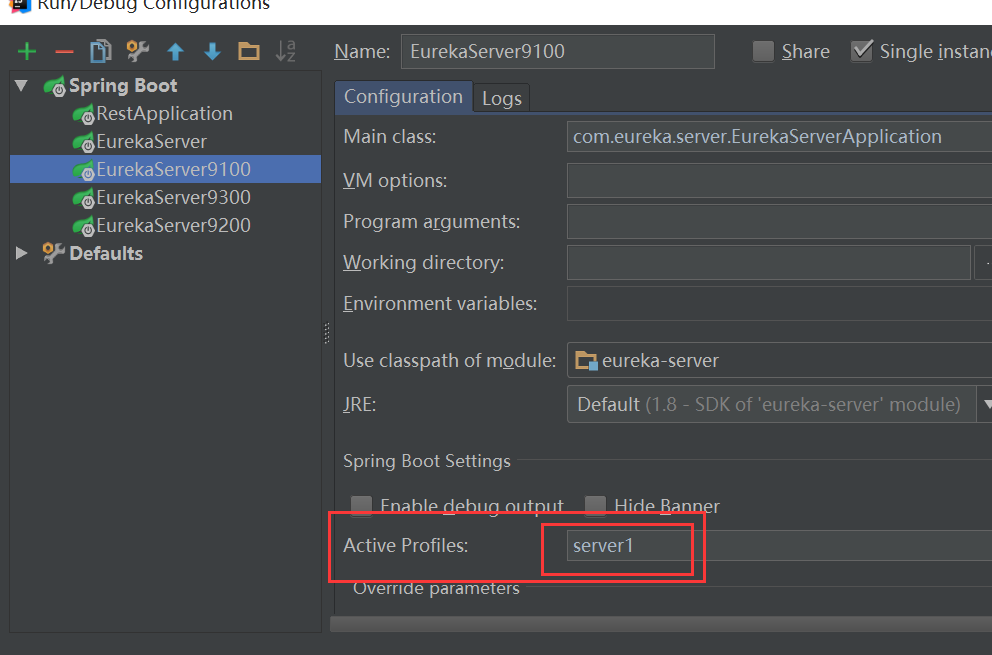 Run/Debug Configurations
Name: EurekaServer9100 Share Single instan
Spring Boot
RestApplication
EurekaServer
EurekaServer9100
EurekaServer9300
EurekaServer9200
Defaults
Configuration Logs
Main class: com.eureka.server.EurekaServerApplication
VM options:
Program arguments:
Working directory:
Environment variables:
Use classpath of module: eureka-server
JRE: Default (1.8 - SDK of 'eureka-server' module)
Spring Boot Settings
Enable debug output Hide Banner
Active Profiles: server1
Override parameters